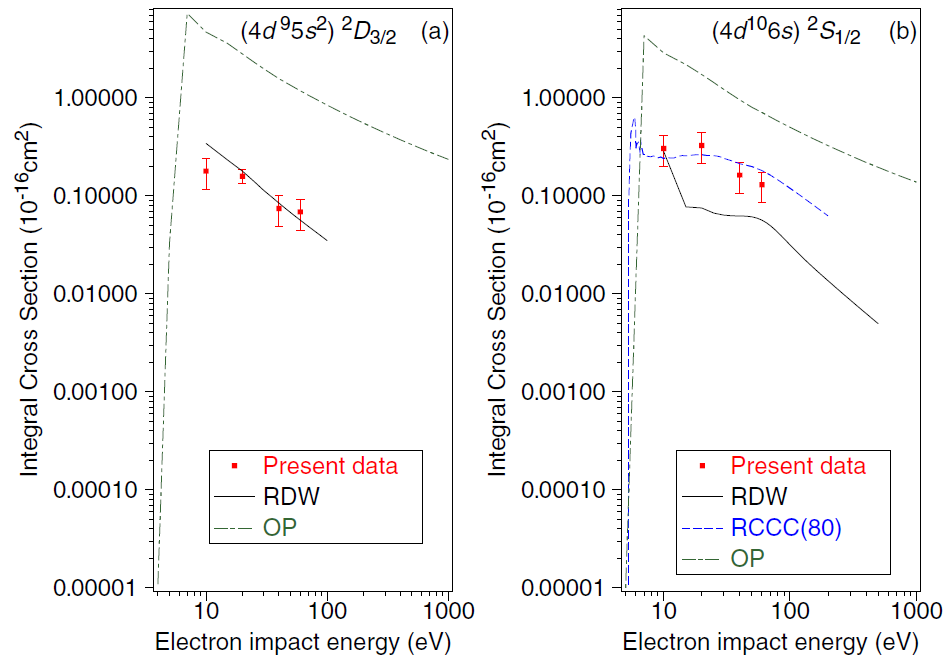 (4d⁹5s²) ²D₃/₂ (a)
Integral Cross Section (10⁻¹⁶cm²)
1.00000
0.10000
0.01000
0.00100
0.00010
0.00001
Present data
RDW
OP
10
100
1000
Electron impact energy (eV)
(4d¹⁰6s) ²S₁/₂ (b)
Integral Cross Section (10⁻¹⁶cm²)
1.00000
0.10000
0.01000
0.00100
0.00010
0.00001
Present data
RDW
RCCC(80)
OP
10
100
1000
Electron impact energy (eV)